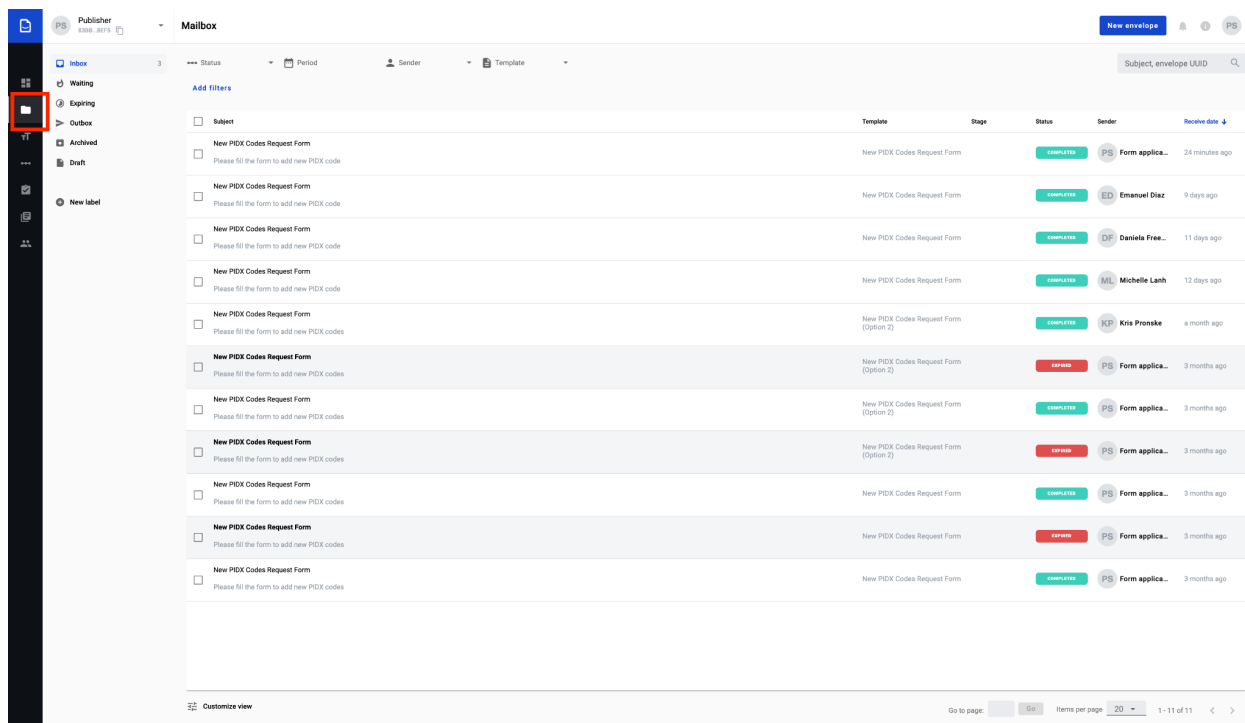 PS Publisher
Mailbox
New envelope
PS
Inbox 3
Waiting
Expiring
Outbox
Archived
Draft
New label
Status Period Sender Template
Subject, envelope UUID
Add filters
Subject Template Stage Status Sender Receive date
New PIDX Codes Request Form
Please fill the form to add new PIDX code
New PIDX Codes Request Form COMPLETED PS Form applica... 24 minutes ago
New PIDX Codes Request Form
Please fill the form to add new PIDX code
New PIDX Codes Request Form COMPLETED ED Emanuel Diaz 9 days ago
New PIDX Codes Request Form
Please fill the form to add new PIDX code
New PIDX Codes Request Form COMPLETED DF Daniela Free... 11 days ago
New PIDX Codes Request Form
Please fill the form to add new PIDX code
New PIDX Codes Request Form COMPLETED ML Michelle Lanh 12 days ago
New PIDX Codes Request Form
Please fill the form to add new PIDX codes
New PIDX Codes Request Form
(Option 2)
COMPLETED KP Kris Pronske a month ago
New PIDX Codes Request Form
Please fill the form to add new PIDX codes
New PIDX Codes Request Form
(Option 2)
EXPIRED PS Form applica... 3 months ago
New PIDX Codes Request Form
Please fill the form to add new PIDX codes
New PIDX Codes Request Form
(Option 2)
COMPLETED PS Form applica... 3 months ago
New PIDX Codes Request Form
Please fill the form to add new PIDX codes
New PIDX Codes Request Form
(Option 2)
EXPIRED PS Form applica... 3 months ago
New PIDX Codes Request Form
Please fill the form to add new PIDX codes
New PIDX Codes Request Form COMPLETED PS Form applica... 3 months ago
New PIDX Codes Request Form
Please fill the form to add new PIDX codes
New PIDX Codes Request Form EXPIRED PS Form applica... 3 months ago
New PIDX Codes Request Form
Please fill the form to add new PIDX codes
New PIDX Codes Request Form COMPLETED PS Form applica... 3 months ago
Customize view
Go to page: Go Items per page 20 1 - 11 of 11